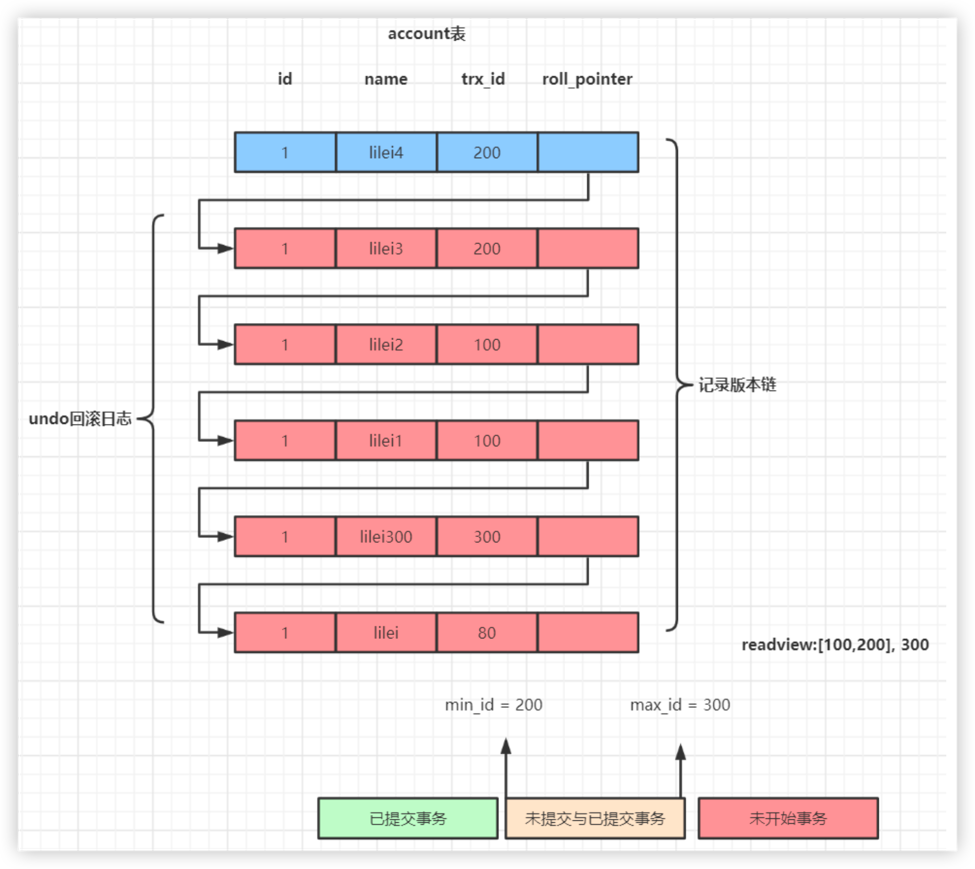 account表
id name trx_id roll_pointer
1 lilei4 200
1 lilei3 200
1 lilei2 100
记录版本链
undo回滚日志
1 lilei1 100
1 lilei300 300
1 lilei 80
readview:[100,200], 300
min_id = 200 max_id = 300
已提交事务 未提交与已提交事务 未开始事务